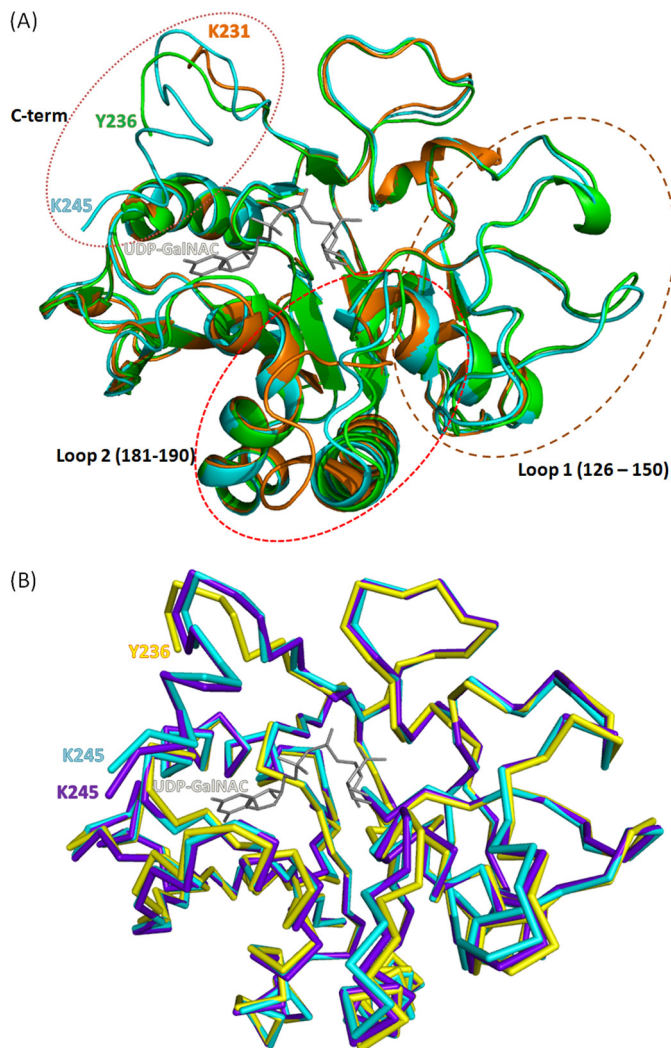 (A)
K231
C-term
Y236
K245
UDP-GalNAC
Loop 2 (181-190)
Loop 1 (126 – 150)
(B)
Y236
K245
K245
UDP-GalNAC